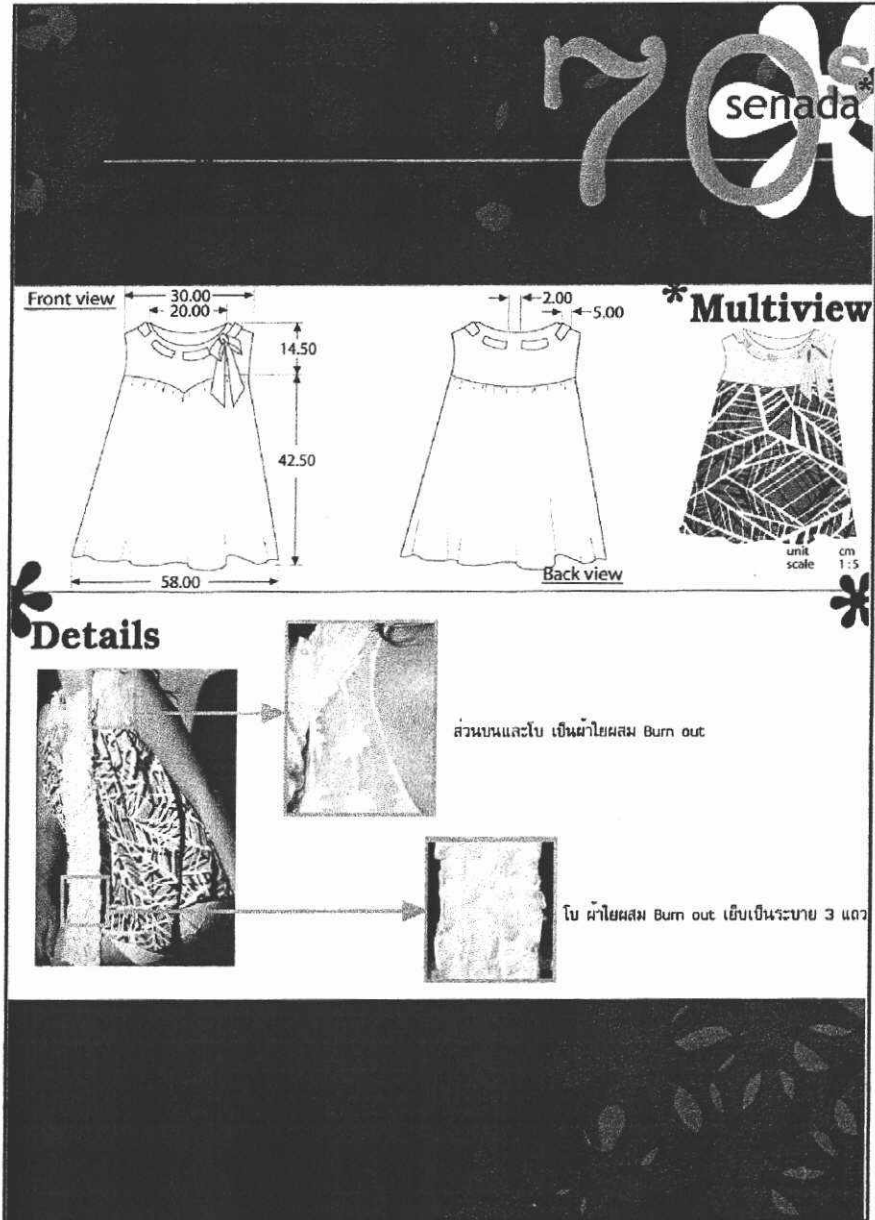 70s
senada*
Front view
30.00
20.00
14.50
42.50
58.00
2.00
5.00
Back view
*Multiview
unit cm
scale 1:5
Details
ส่วนบนและโบ เป็นผ้าใยผสม Burn out
โบ ผ้าใยผสม Burn out เย็บเป็นระบาย 3 แถว